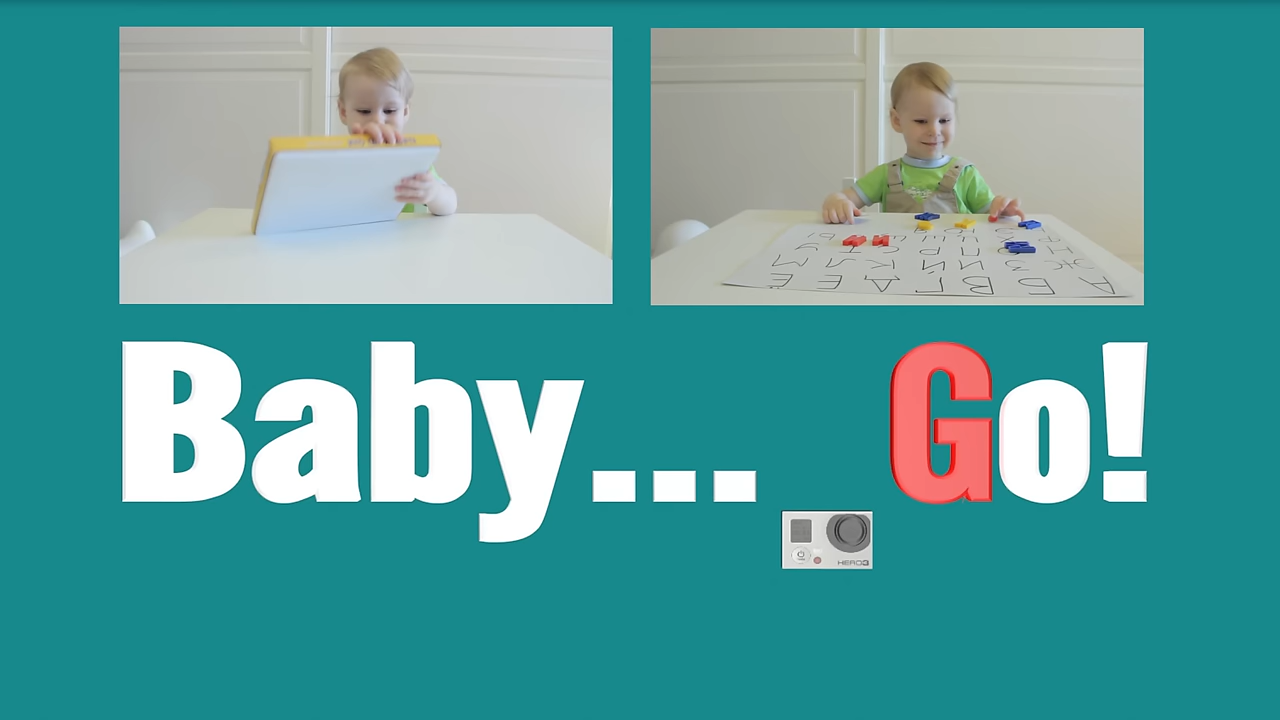 А Б В Г Д Е Ё
Ж З И Й К Л М
Н П Р С Т У
Baby... Go!
HERO3